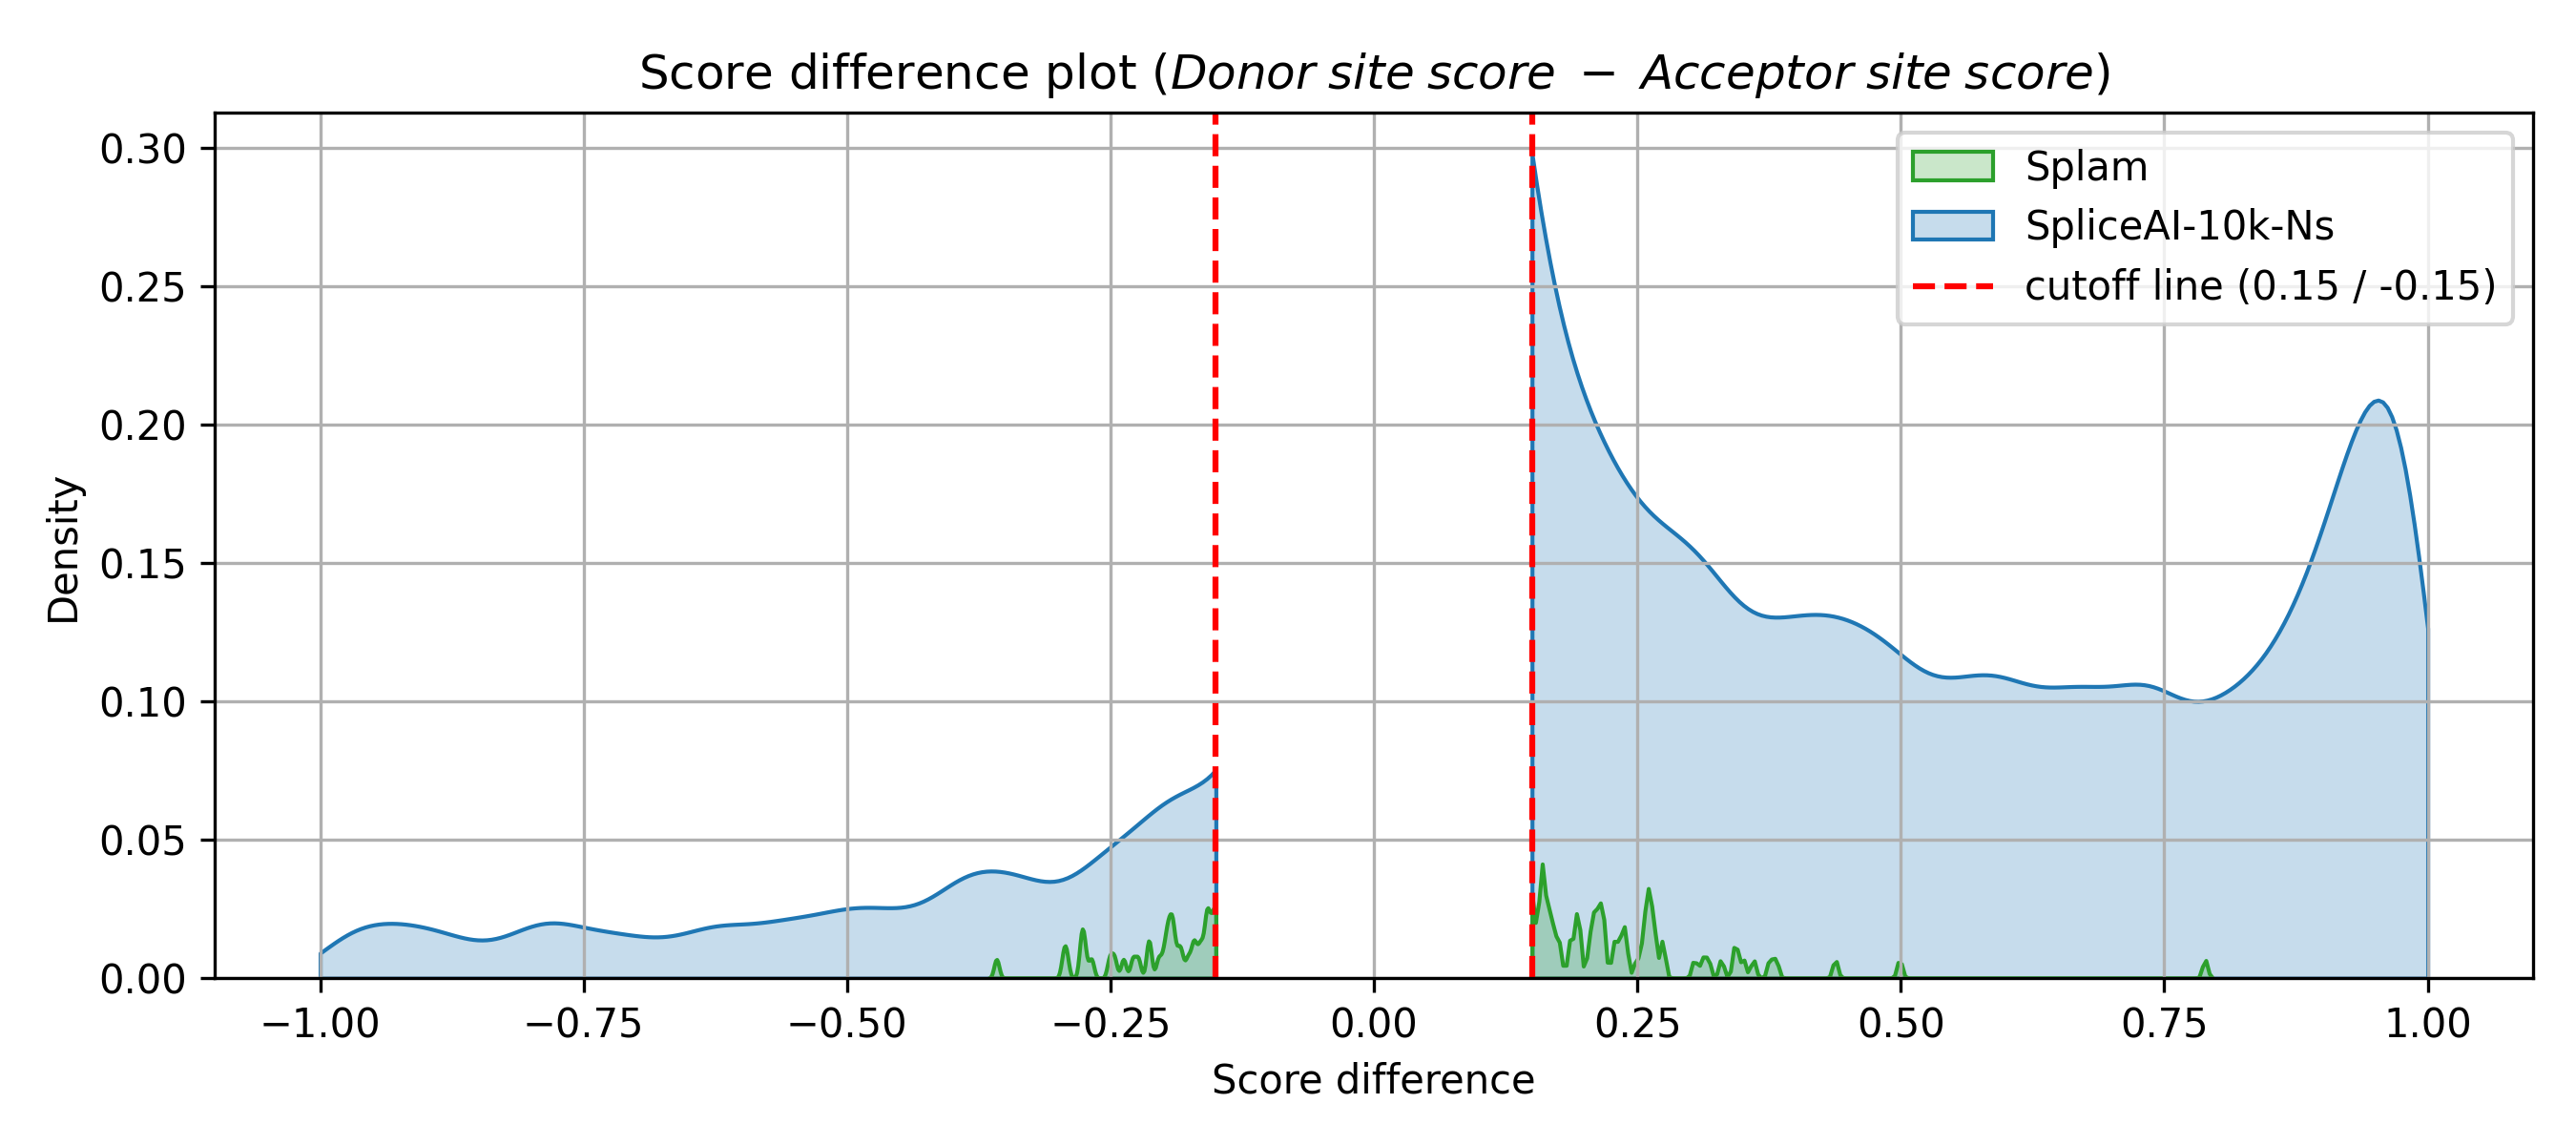 Score difference plot (Donor site score − Acceptor site score)
0.30
0.25
0.20
0.15
0.10
0.05
0.00
Density
Splam
SpliceAI-10k-Ns
cutoff line (0.15 / -0.15)
−1.00 −0.75 −0.50 −0.25 0.00 0.25 0.50 0.75 1.00
Score difference